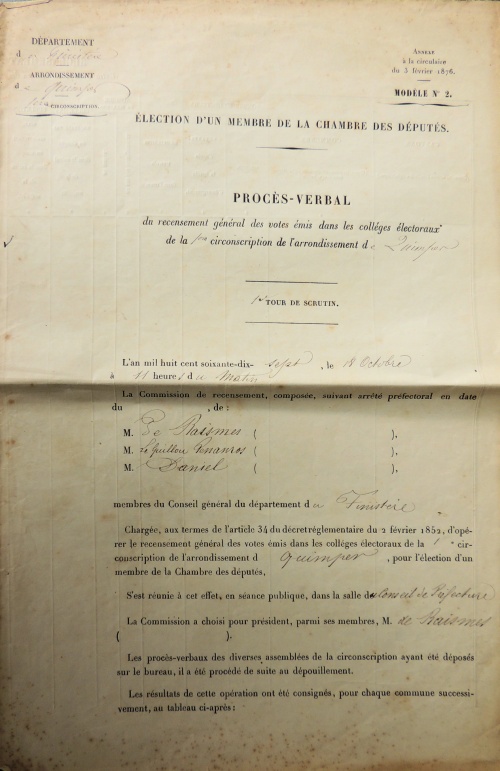 DÉPARTEMENT
du Finistère
ARRONDISSEMENT
de Quimper
1re CIRCONSCRIPTION.
Annexe
à la circulaire
du 5 février 1876.
MODÈLE N° 2.
ÉLECTION D'UN MEMBRE DE LA CHAMBRE DES DÉPUTÉS.
PROCÈS-VERBAL
du recensement général des votes émis dans les colléges électoraux
de la 1re circonscription de l'arrondissement de Quimper
1er TOUR DE SCRUTIN.
L'an mil huit cent soixante-dix-sept, le 18 Octobre
à 11 heures du matin
La Commission de recensement, composée, suivant arrêté préfectoral en date
du , de :
M. de Raismes ( ),
M. ( ),
M. Daniel ( ),
membres du Conseil général du département du Finistère
Chargée, aux termes de l'article 34 du décret réglementaire du 2 février 1852, d'opé-
rer le recensement général des votes émis dans les colléges électoraux de la 1re cir-
conscription de l'arrondissement d Quimper, pour l'élection d'un
membre de la Chambre des députés,
S'est réunie à cet effet, en séance publique, dans la salle du Conseil de Préfecture
La Commission a choisi pour président, parmi ses membres, M. de Raismes
( ).
Les procès-verbaux des diverses assemblées de la circonscription ayant été déposés
sur le bureau, il a été procédé de suite au dépouillement.
Les résultats de cette opération ont été consignés, pour chaque commune successi-
vement, au tableau ci-après :